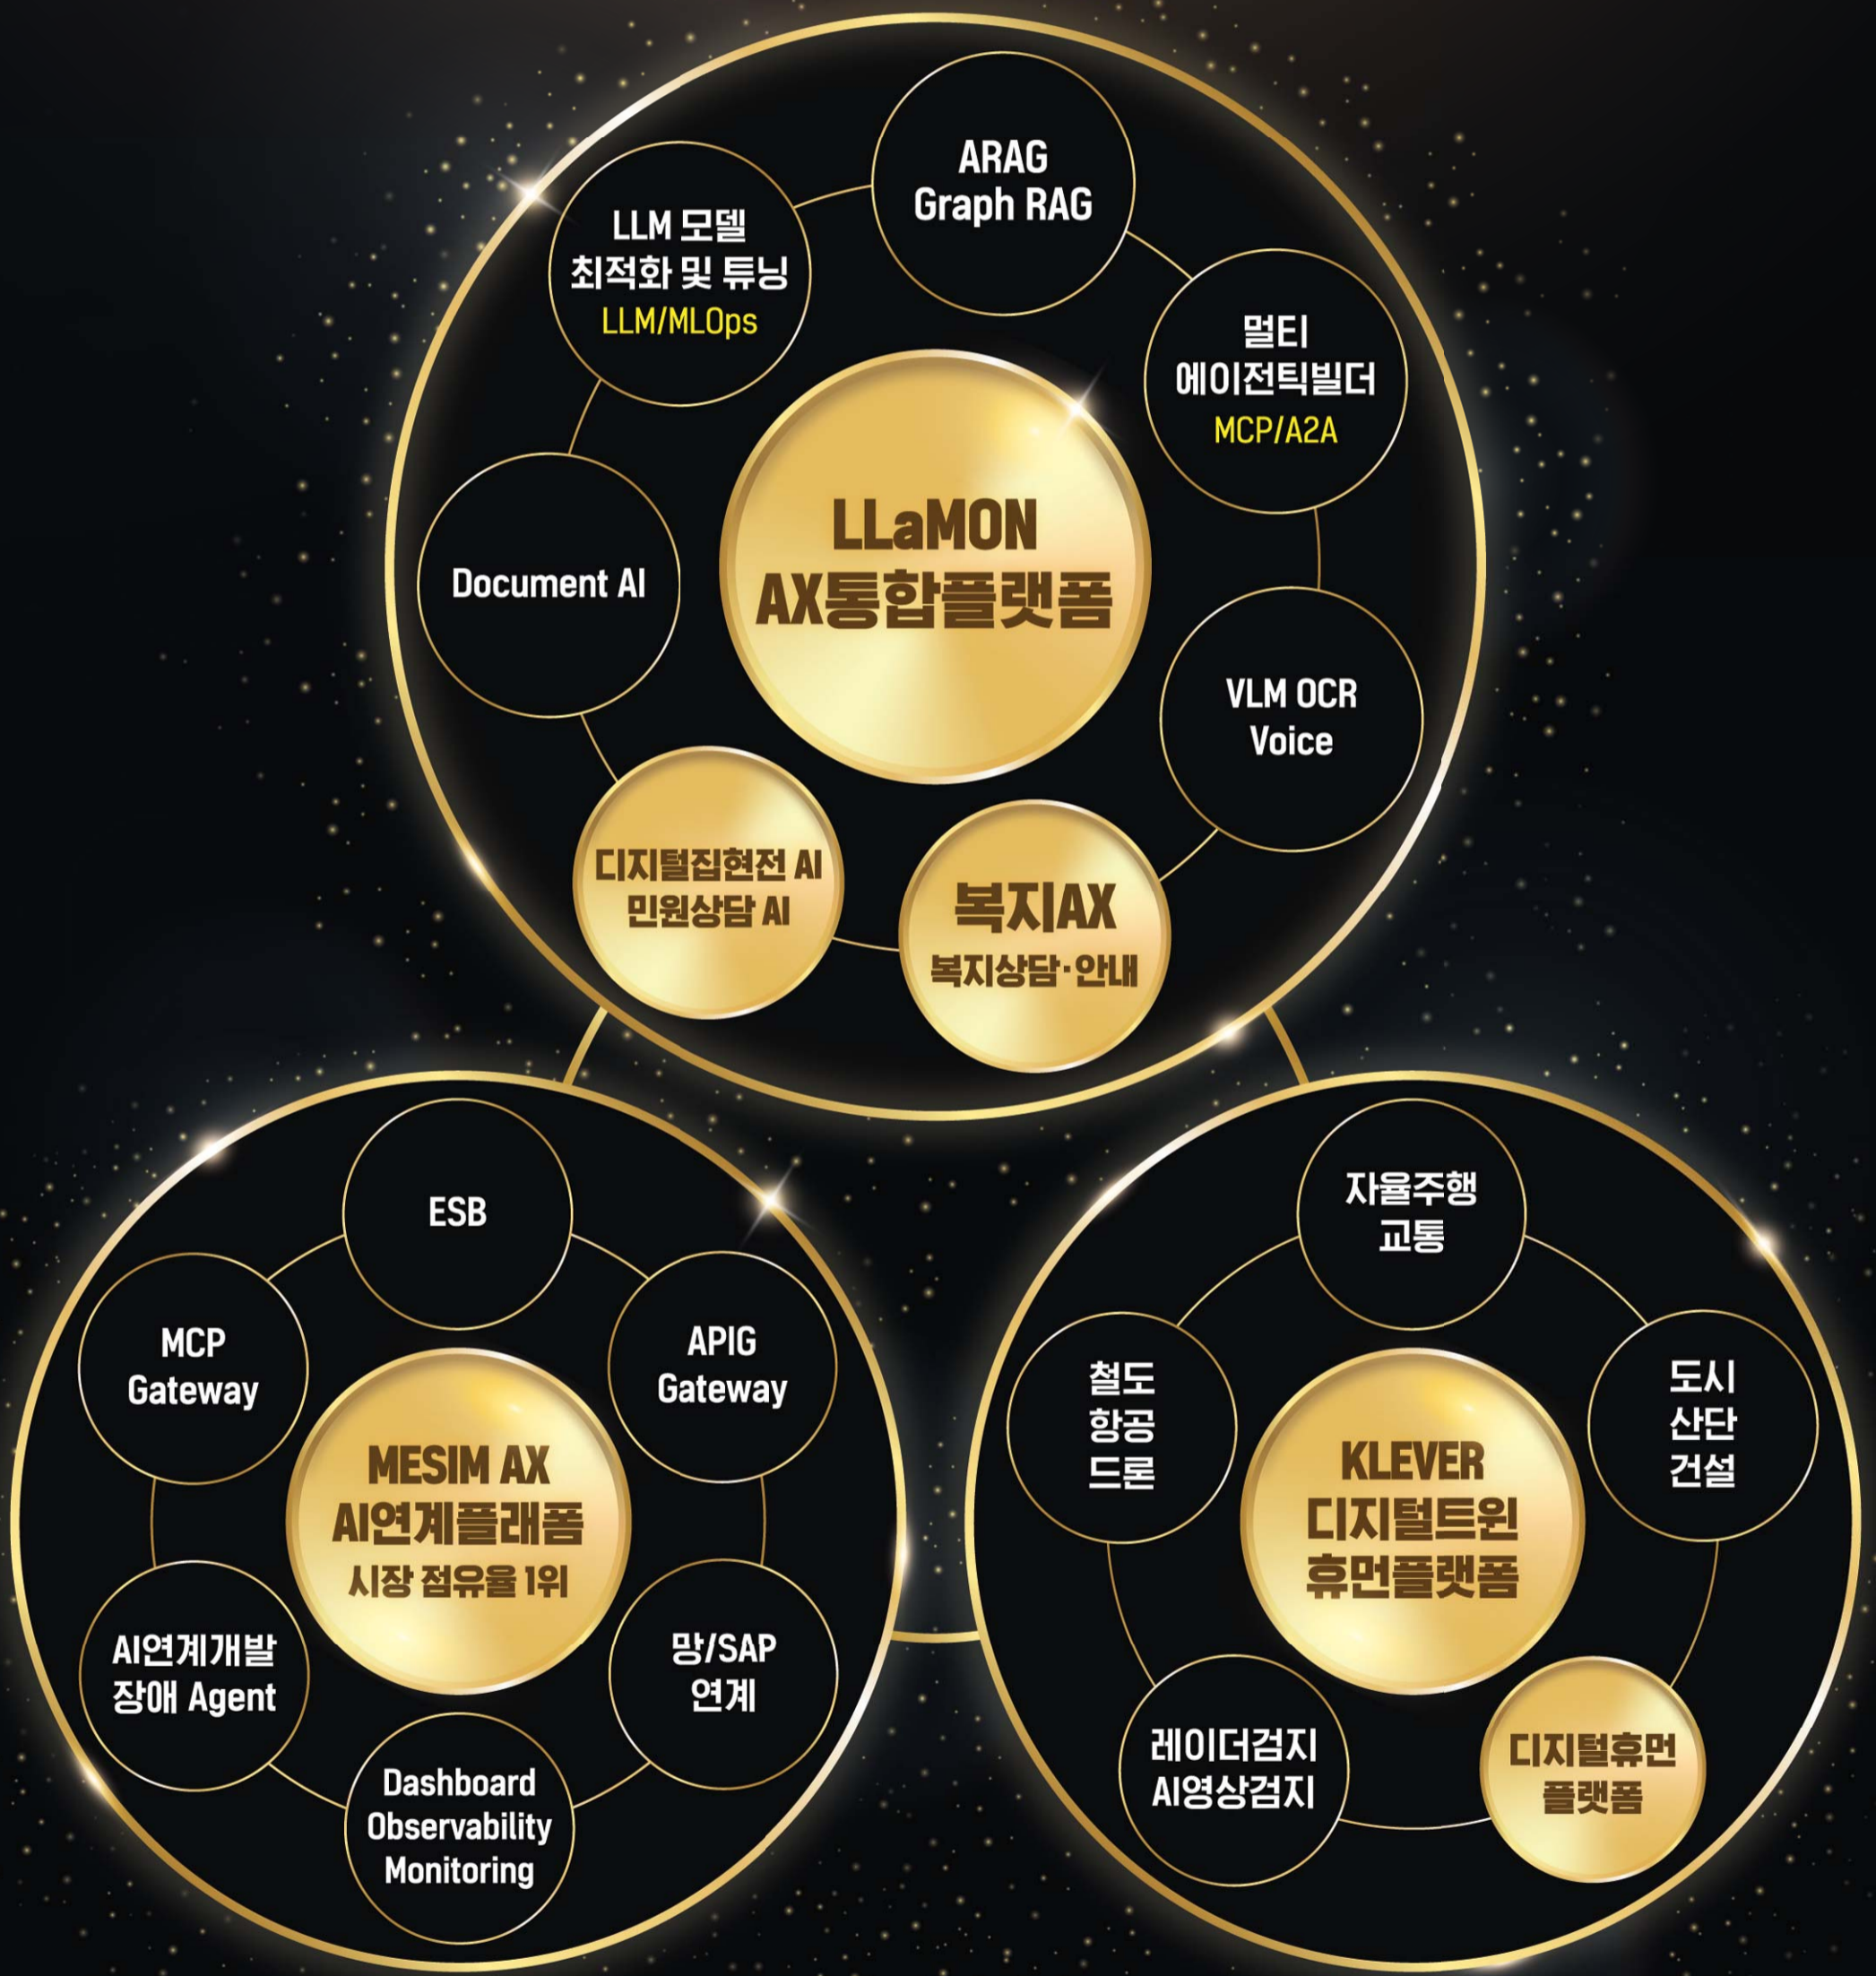 ARAG
Graph RAG
LLM 모델
최적화 및 튜닝
LLM/MLOps
멀티
에이전틱빌더
MCP/A2A
LLaMON
AX통합플랫폼
Document AI
VLM OCR
Voice
디지털집현전 AI
민원상담 AI
복지AX
복지상담·안내
ESB
MCP
Gateway
APIG
Gateway
MESIM AX
AI연계플래폼
시장 점유율 1위
AI연계개발
장애 Agent
망/SAP
연계
Dashboard
Observability
Monitoring
자율주행
교통
철도
항공
드론
도시
산단
건설
KLEVER
디지털트윈
휴먼플랫폼
레이더검지
AI영상검지
디지털휴먼
플랫폼